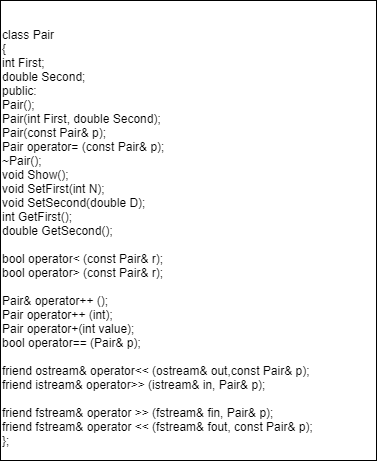 class Pair
{
int First;
double Second;
public:
Pair();
Pair(int First, double Second);
Pair(const Pair& p);
Pair operator= (const Pair& p);
~Pair();
void Show();
void SetFirst(int N);
void SetSecond(double D);
int GetFirst();
double GetSecond();
bool operator< (const Pair& r);
bool operator> (const Pair& r);
Pair& operator++ ();
Pair operator++ (int);
Pair operator+(int value);
bool operator== (Pair& p);
friend ostream& operator<< (ostream& out,const Pair& p);
friend istream& operator>> (istream& in, Pair& p);
friend fstream& operator >> (fstream& fin, Pair& p);
friend fstream& operator << (fstream& fout, const Pair& p);
};